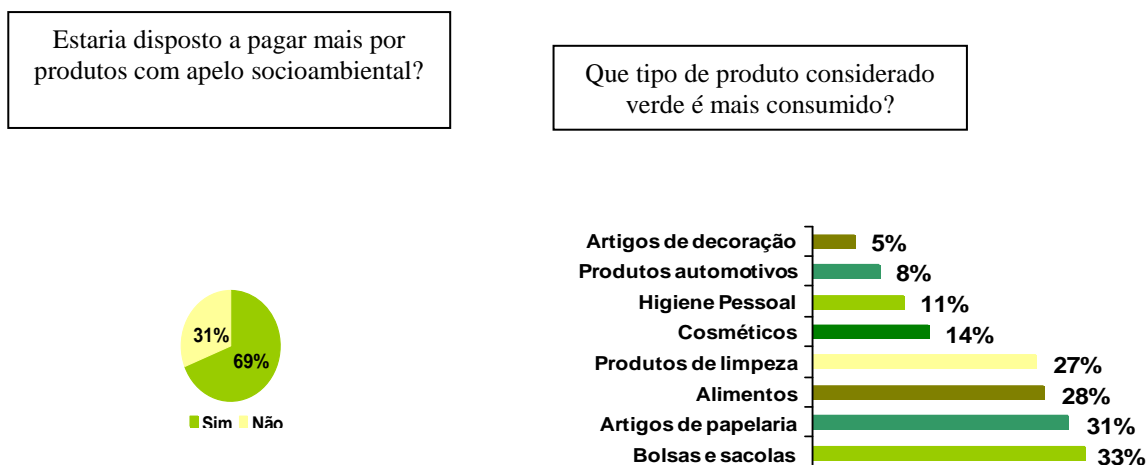 Estaria disposto a pagar mais por
produtos com apelo socioambiental?
31%
69%
Sim Não
Que tipo de produto considerado
verde é mais consumido?
Artigos de decoração 5%
Produtos automotivos 8%
Higiene Pessoal 11%
Cosméticos 14%
Produtos de limpeza 27%
Alimentos 28%
Artigos de papelaria 31%
Bolsas e sacolas 33%